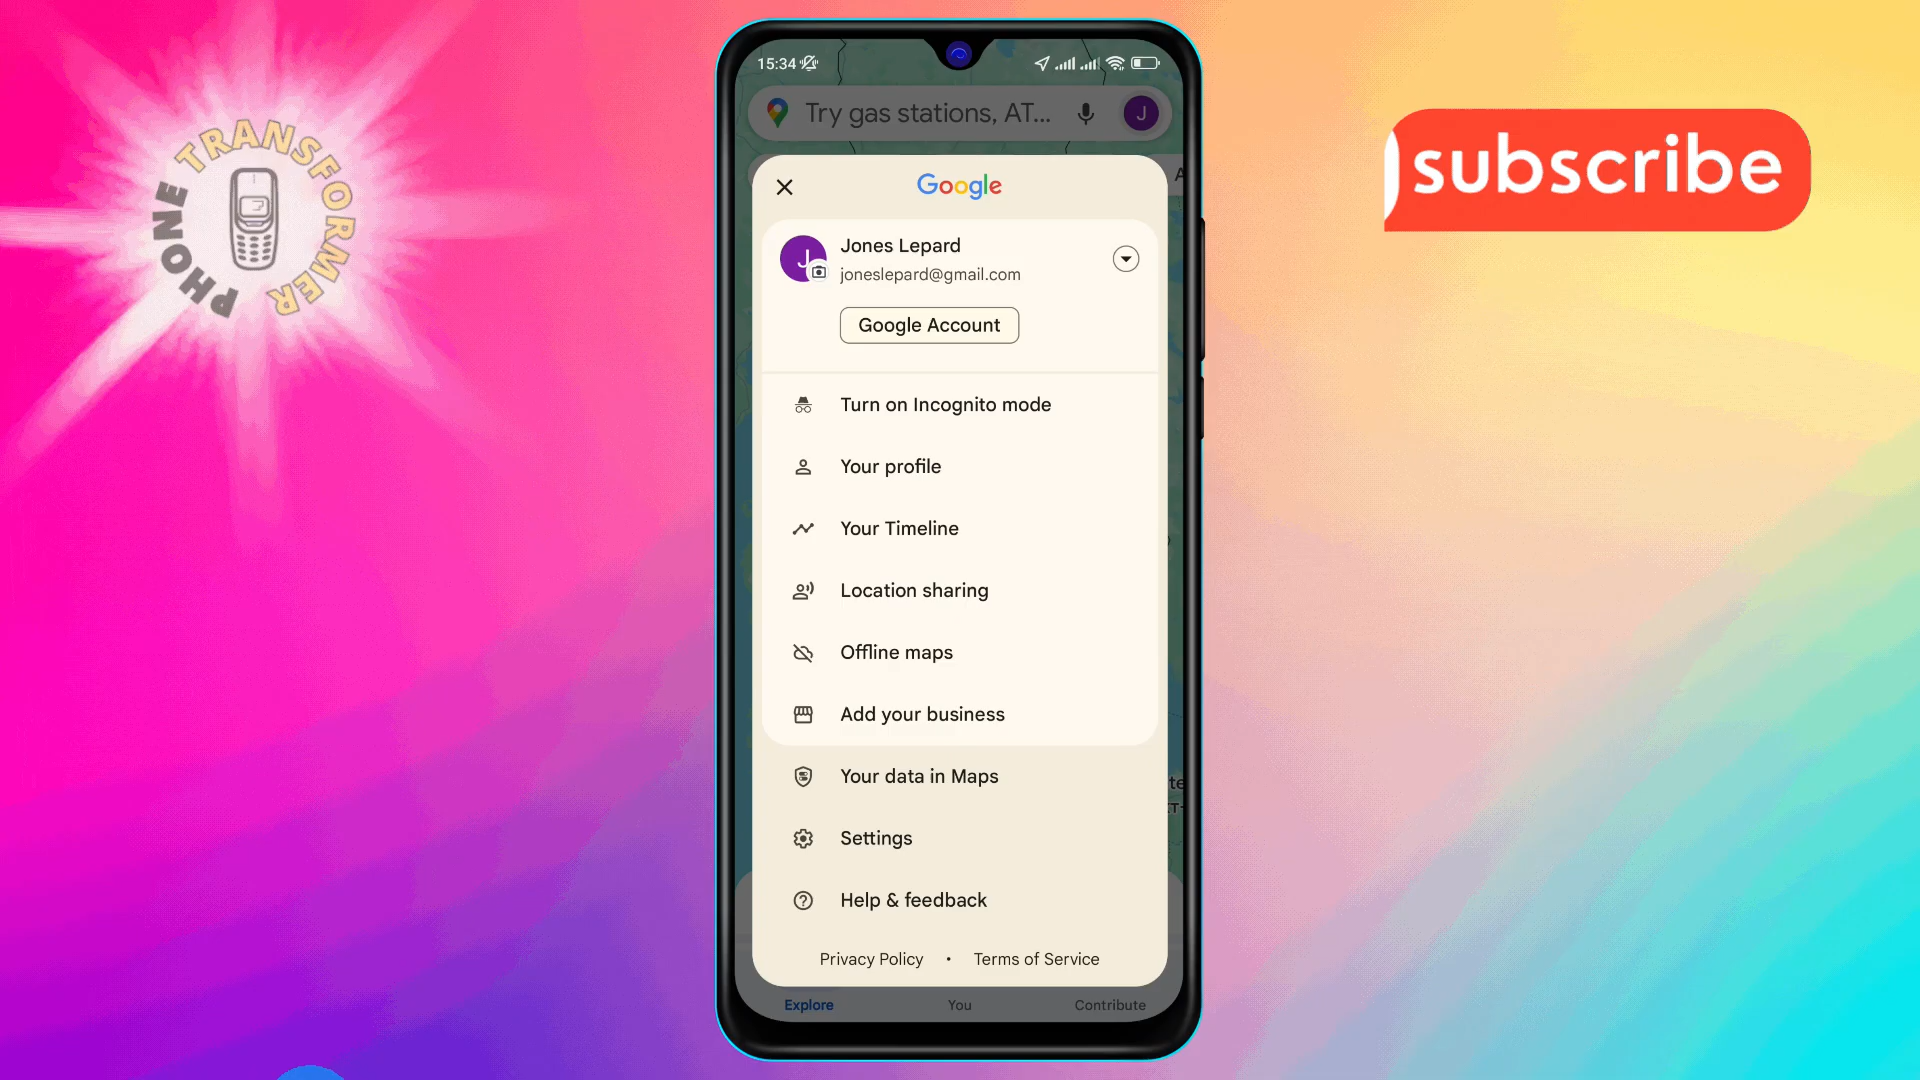 PHONE TRANSFORMER
subscribe
15:34
Try gas stations, AT...
J
Google
J
Jones Lepard
joneslepard@gmail.com
Google Account
Turn on Incognito mode
Your profile
Your Timeline
Location sharing
Offline maps
Add your business
Your data in Maps
Settings
Help & feedback
Privacy Policy • Terms of Service
Explore You Contribute